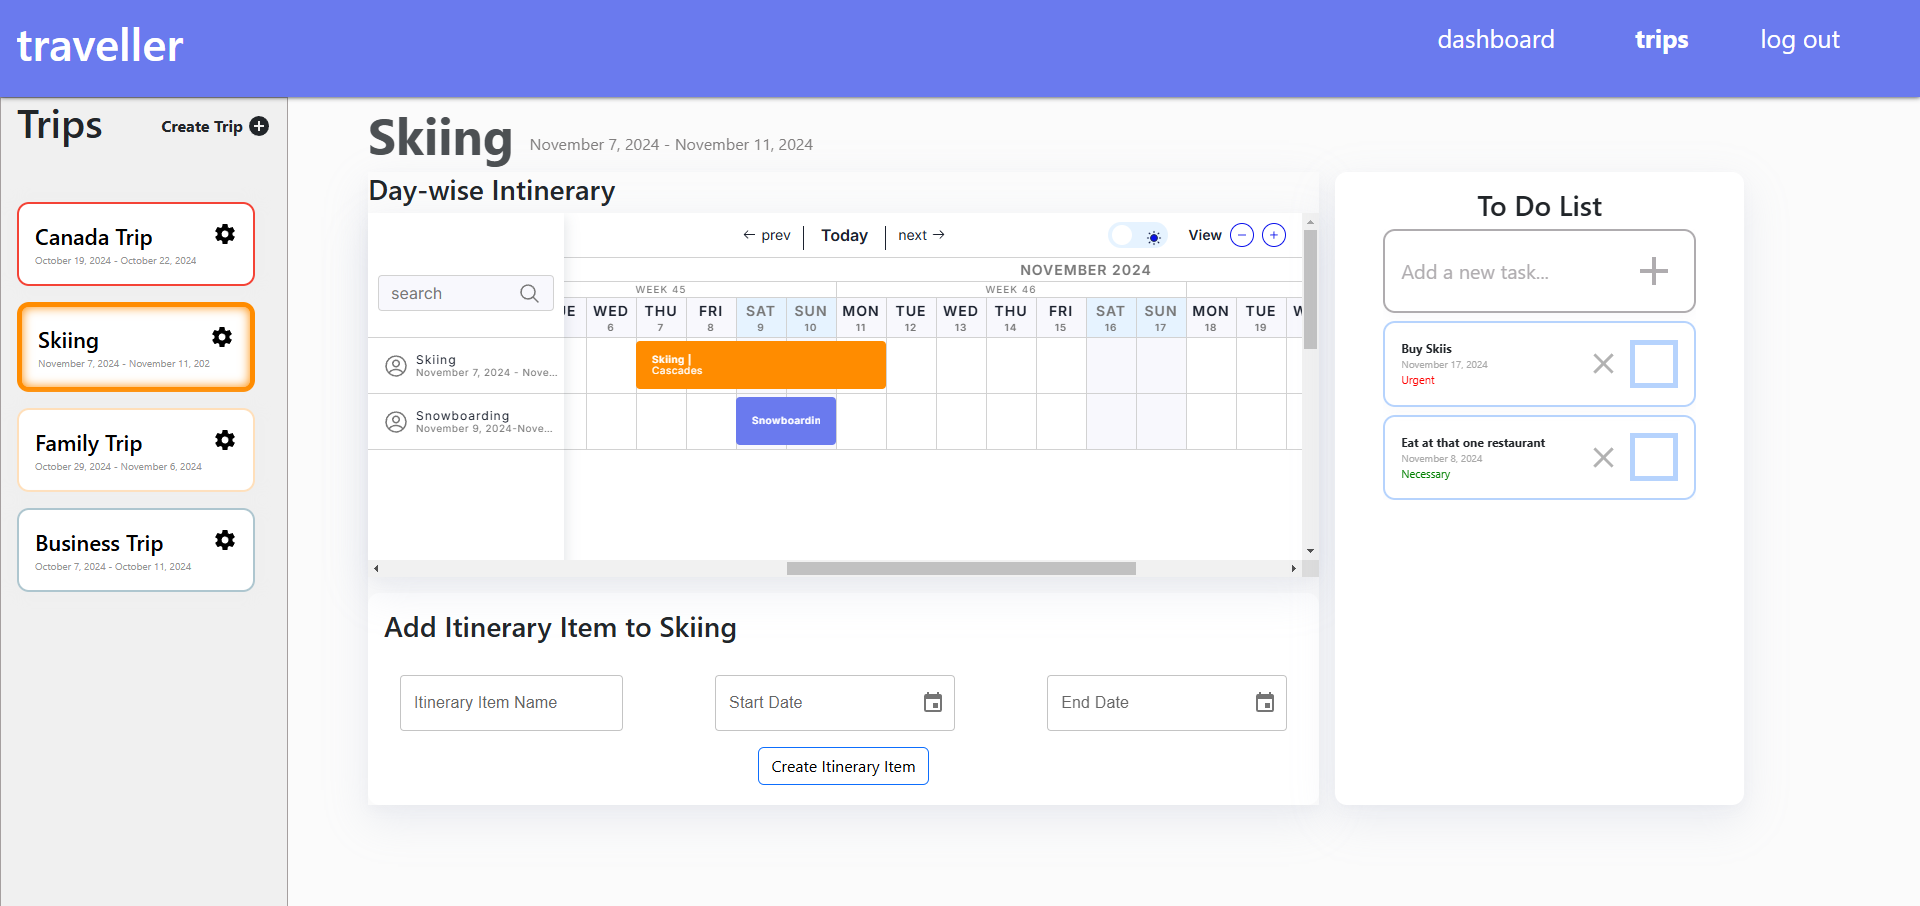 traveller
dashboard
trips
log out
Trips
Create Trip
Canada Trip
October 19, 2024 - October 22, 2024
Skiing
November 7, 2024 - November 11, 202
Family Trip
October 29, 2024 - November 6, 2024
Business Trip
October 7, 2024 - October 11, 2024
Skiing
November 7, 2024 - November 11, 2024
Day-wise Intinerary
prev
Today
next
View
search
NOVEMBER 2024
WEEK 45
WEEK 46
UE
WED
6
THU
7
FRI
8
SAT
9
SUN
10
MON
11
TUE
12
WED
13
THU
14
FRI
15
SAT
16
SUN
17
MON
18
TUE
19
W
Skiing
November 7, 2024 - Nove...
Skiing |
Cascades
Snowboarding
November 9, 2024-Nove...
Snowboardin
Add Itinerary Item to Skiing
Itinerary Item Name
Start Date
End Date
Create Itinerary Item
To Do List
Add a new task...
Buy Skiis
November 17, 2024
Urgent
Eat at that one restaurant
November 8, 2024
Necessary